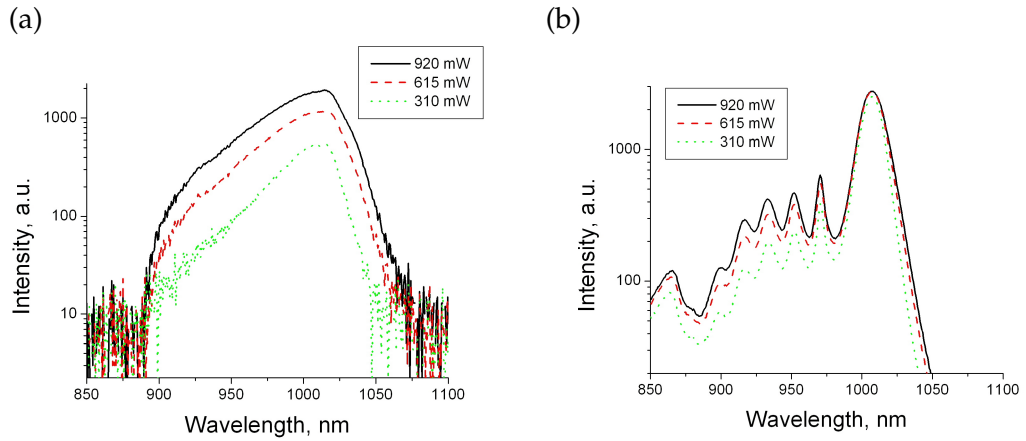 (a)
920 mW
615 mW
310 mW
1000
100
10
850 900 950 1000 1050 1100
Intensity, a.u.
Wavelength, nm
(b)
920 mW
615 mW
310 mW
1000
100
850 900 950 1000 1050 1100
Intensity, a.u.
Wavelength, nm